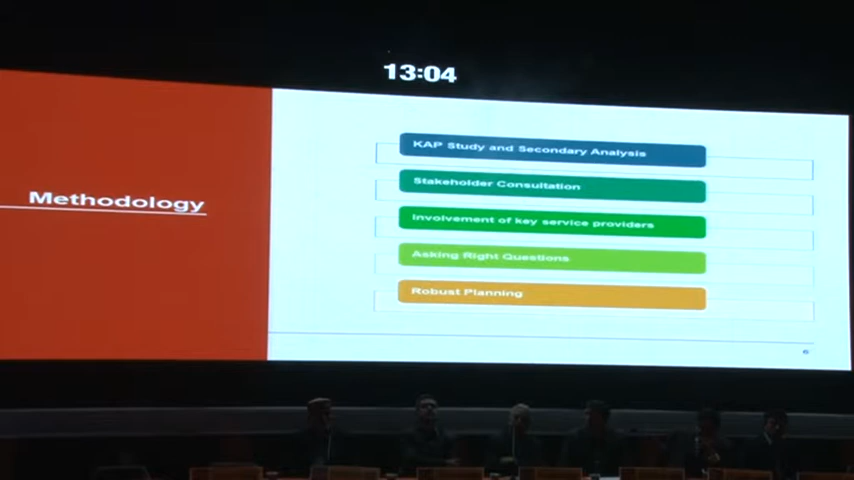 13:04
Methodology
KAP Study and Secondary Analysis
Stakeholder Consultation
Involvement of key service providers
Asking Right Questions
Robust Planning
6